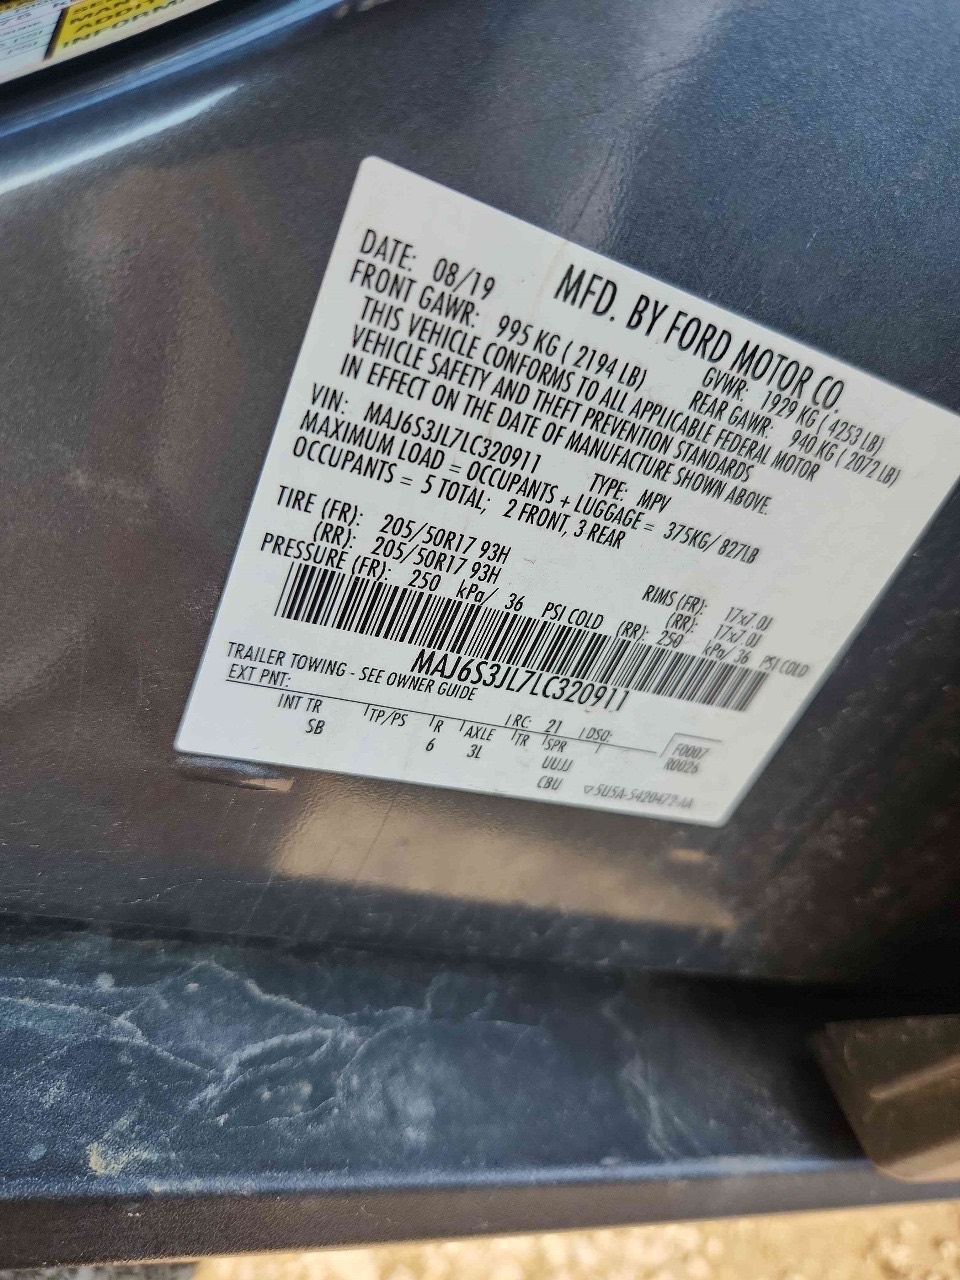 MFD. BY FORD MOTOR CO.
DATE: 08/19 GVWR: 1929 KG ( 4253 LB)
FRONT GAWR: 995 KG ( 2194 LB) REAR GAWR: 940 KG ( 2072 LB)
THIS VEHICLE CONFORMS TO ALL APPLICABLE FEDERAL MOTOR
VEHICLE SAFETY AND THEFT PREVENTION STANDARDS
IN EFFECT ON THE DATE OF MANUFACTURE SHOWN ABOVE.
VIN: MAJ6S3JL7LC320911 TYPE: MPV
MAXIMUM LOAD = OCCUPANTS + LUGGAGE = 375KG/ 827LB
OCCUPANTS = 5 TOTAL; 2 FRONT, 3 REAR
TIRE (FR): 205/50R17 93H RIMS (FR): 17x7.0J
(RR): 205/50R17 93H (RR): 17x7.0J
PRESSURE (FR): 250 kPa/ 36 PSI COLD (RR): 250 kPa/ 36 PSI COLD
MAJ6S3JL7LC320911
TRAILER TOWING - SEE OWNER GUIDE
EXT PNT: RC: 21 DSO: F0007
INT TR TP/PS R AXLE TR SPR R0026
SB 6 3L UUJJ
CBU